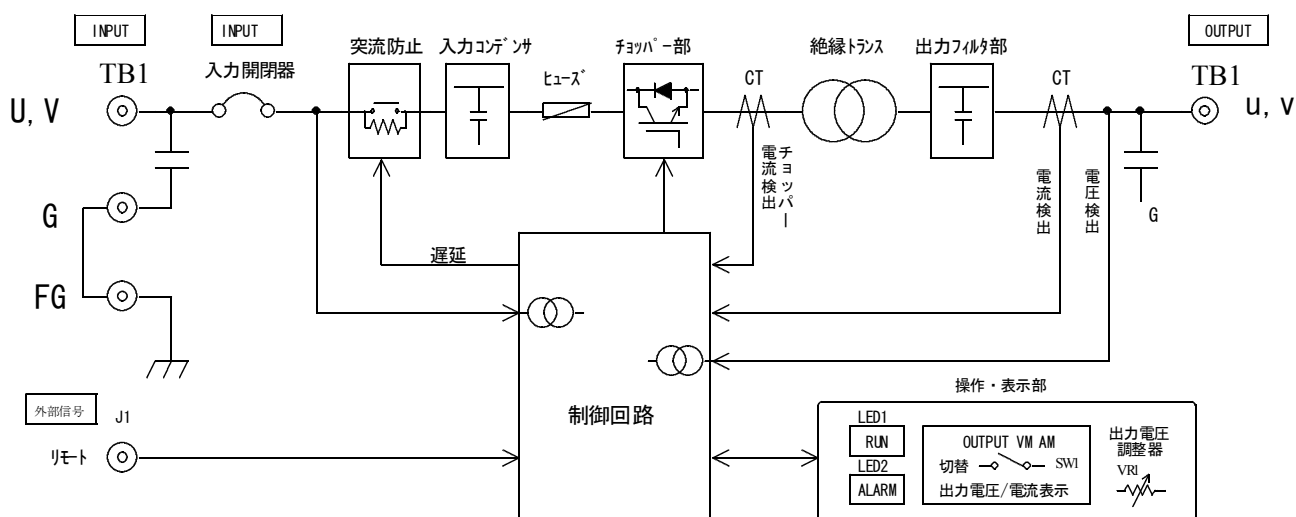 INPUT
INPUT
OUTPUT
TB1
入力開閉器
突流防止
入力ｺﾝﾃﾞﾝｻ
ﾋｭｰｽﾞ
ﾁｮｯﾊﾟｰ部
CT
絶縁ﾄﾗﾝｽ
出力ﾌｨﾙﾀ部
CT
TB1
U, V
u, v
チョッパー
電流検出
電流検出
電圧検出
G
G
遅延
FG
制御回路
外部信号
J1
ﾘﾓｰﾄ
操作・表示部
LED1
RUN
LED2
ALARM
OUTPUT VM AM
切替
SW1
出力電圧/電流表示
出力電圧
調整器
VR1